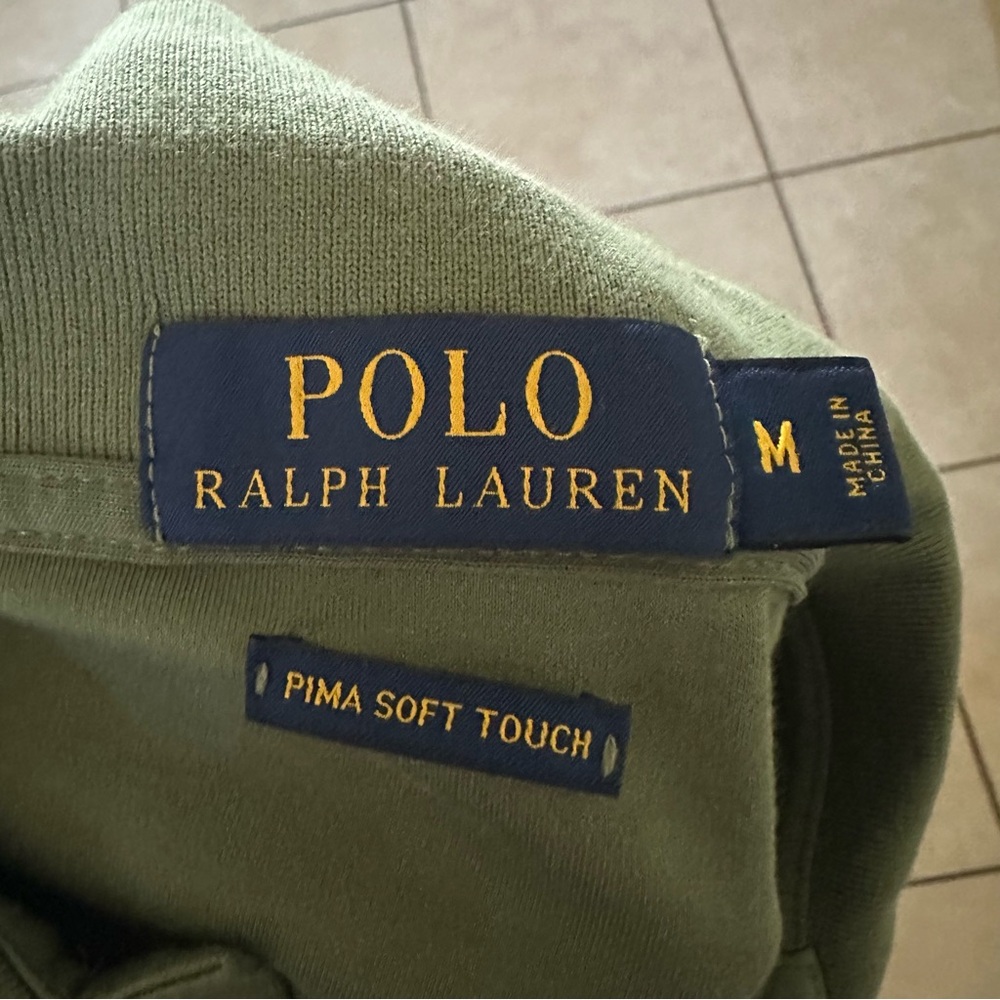 POLO
RALPH LAUREN
M
MADE IN
CHINA
PIMA SOFT TOUCH